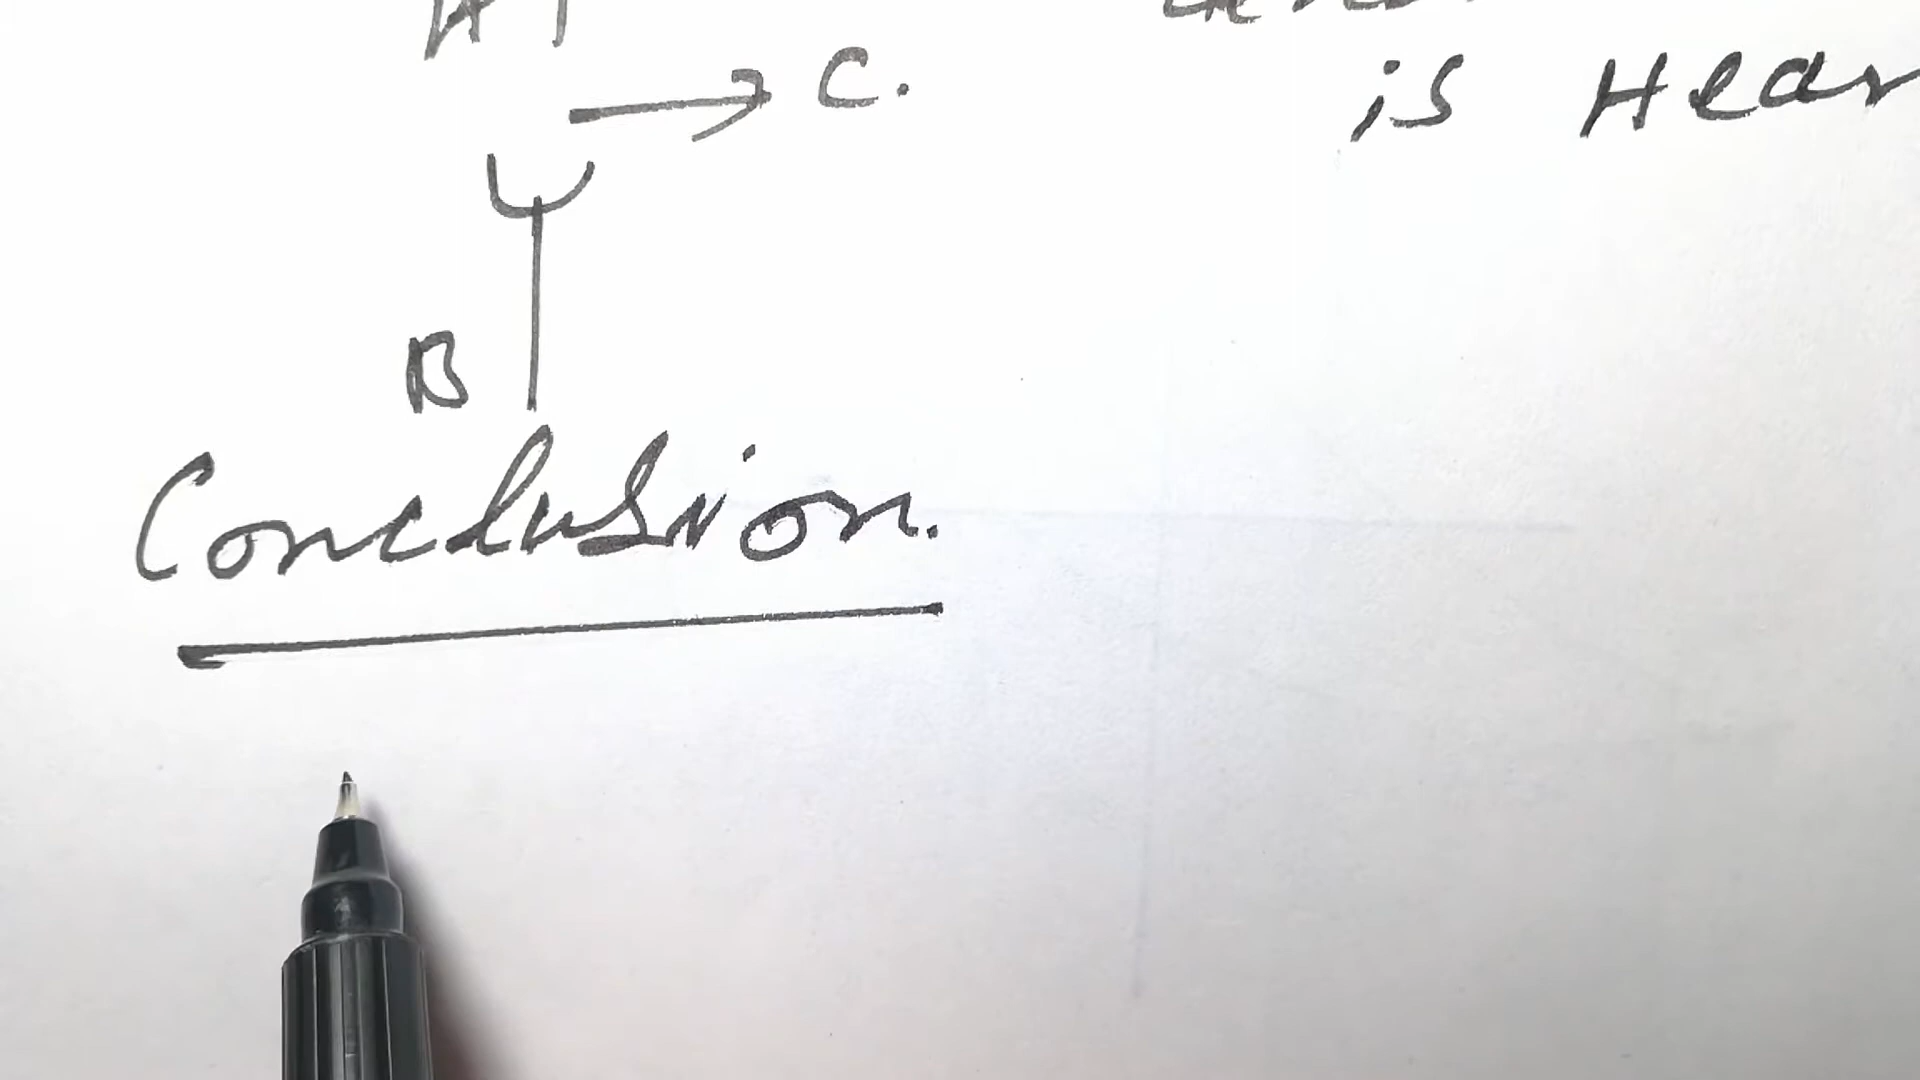 C.
is Hear
B
Conclusion.